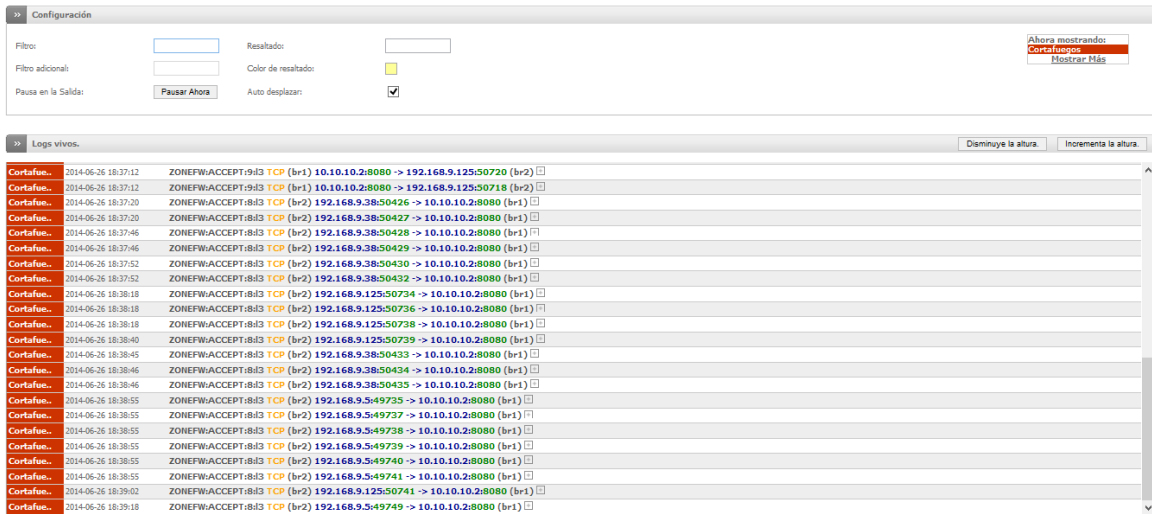 » Configuración
Filtro: Resaltado: Ahora mostrando:
Cortafuegos
Filtro adicional: Color de resaltado: Mostrar Más
Pausa en la Salida: Pausar Ahora Auto desplazar:
» Logs vivos. Disminuye la altura. Incrementa la altura.
Cortafue.. 2014-06-26 18:37:12 ZONEFW:ACCEPT:9:l3 TCP (br1) 10.10.10.2:8080 -> 192.168.9.125:50720 (br2)
Cortafue.. 2014-06-26 18:37:12 ZONEFW:ACCEPT:9:l3 TCP (br1) 10.10.10.2:8080 -> 192.168.9.125:50718 (br2)
Cortafue.. 2014-06-26 18:37:20 ZONEFW:ACCEPT:8:l3 TCP (br2) 192.168.9.38:50426 -> 10.10.10.2:8080 (br1)
Cortafue.. 2014-06-26 18:37:20 ZONEFW:ACCEPT:8:l3 TCP (br2) 192.168.9.38:50427 -> 10.10.10.2:8080 (br1)
Cortafue.. 2014-06-26 18:37:46 ZONEFW:ACCEPT:8:l3 TCP (br2) 192.168.9.38:50428 -> 10.10.10.2:8080 (br1)
Cortafue.. 2014-06-26 18:37:46 ZONEFW:ACCEPT:8:l3 TCP (br2) 192.168.9.38:50429 -> 10.10.10.2:8080 (br1)
Cortafue.. 2014-06-26 18:37:52 ZONEFW:ACCEPT:8:l3 TCP (br2) 192.168.9.38:50430 -> 10.10.10.2:8080 (br1)
Cortafue.. 2014-06-26 18:37:52 ZONEFW:ACCEPT:8:l3 TCP (br2) 192.168.9.38:50432 -> 10.10.10.2:8080 (br1)
Cortafue.. 2014-06-26 18:38:18 ZONEFW:ACCEPT:8:l3 TCP (br2) 192.168.9.125:50734 -> 10.10.10.2:8080 (br1)
Cortafue.. 2014-06-26 18:38:18 ZONEFW:ACCEPT:8:l3 TCP (br2) 192.168.9.125:50736 -> 10.10.10.2:8080 (br1)
Cortafue.. 2014-06-26 18:38:18 ZONEFW:ACCEPT:8:l3 TCP (br2) 192.168.9.125:50738 -> 10.10.10.2:8080 (br1)
Cortafue.. 2014-06-26 18:38:40 ZONEFW:ACCEPT:8:l3 TCP (br2) 192.168.9.125:50739 -> 10.10.10.2:8080 (br1)
Cortafue.. 2014-06-26 18:38:45 ZONEFW:ACCEPT:8:l3 TCP (br2) 192.168.9.38:50433 -> 10.10.10.2:8080 (br1)
Cortafue.. 2014-06-26 18:38:46 ZONEFW:ACCEPT:8:l3 TCP (br2) 192.168.9.38:50434 -> 10.10.10.2:8080 (br1)
Cortafue.. 2014-06-26 18:38:46 ZONEFW:ACCEPT:8:l3 TCP (br2) 192.168.9.38:50435 -> 10.10.10.2:8080 (br1)
Cortafue.. 2014-06-26 18:38:55 ZONEFW:ACCEPT:8:l3 TCP (br2) 192.168.9.5:49735 -> 10.10.10.2:8080 (br1)
Cortafue.. 2014-06-26 18:38:55 ZONEFW:ACCEPT:8:l3 TCP (br2) 192.168.9.5:49737 -> 10.10.10.2:8080 (br1)
Cortafue.. 2014-06-26 18:38:55 ZONEFW:ACCEPT:8:l3 TCP (br2) 192.168.9.5:49738 -> 10.10.10.2:8080 (br1)
Cortafue.. 2014-06-26 18:38:55 ZONEFW:ACCEPT:8:l3 TCP (br2) 192.168.9.5:49739 -> 10.10.10.2:8080 (br1)
Cortafue.. 2014-06-26 18:38:55 ZONEFW:ACCEPT:8:l3 TCP (br2) 192.168.9.5:49740 -> 10.10.10.2:8080 (br1)
Cortafue.. 2014-06-26 18:38:55 ZONEFW:ACCEPT:8:l3 TCP (br2) 192.168.9.5:49741 -> 10.10.10.2:8080 (br1)
Cortafue.. 2014-06-26 18:39:02 ZONEFW:ACCEPT:8:l3 TCP (br2) 192.168.9.125:50741 -> 10.10.10.2:8080 (br1)
Cortafue.. 2014-06-26 18:39:18 ZONEFW:ACCEPT:8:l3 TCP (br2) 192.168.9.5:49749 -> 10.10.10.2:8080 (br1)